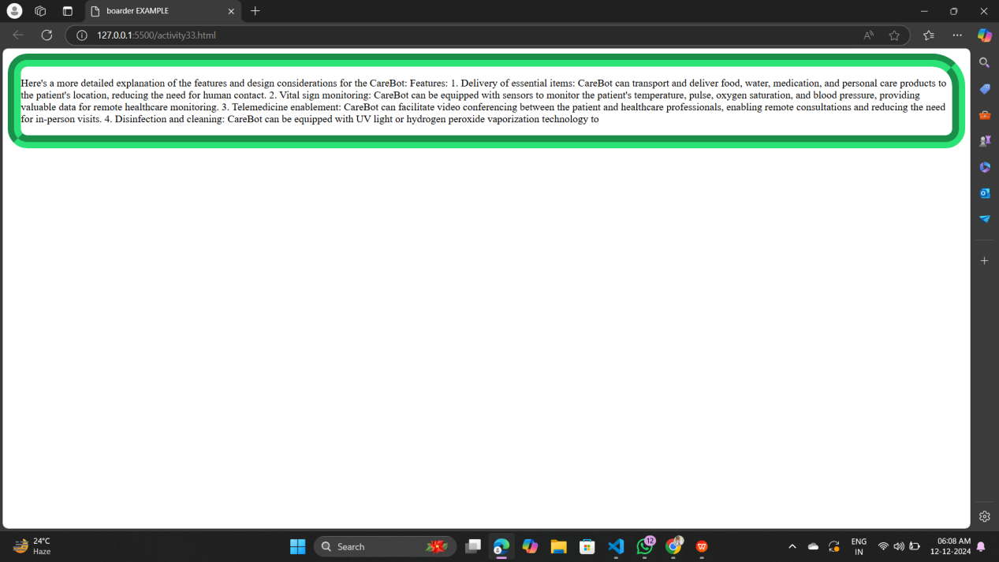 boarder EXAMPLE
127.0.0.1:5500/activity33.html
Here's a more detailed explanation of the features and design considerations for the CareBot: Features: 1. Delivery of essential items: CareBot can transport and deliver food, water, medication, and personal care products to
the patient's location, reducing the need for human contact. 2. Vital sign monitoring: CareBot can be equipped with sensors to monitor the patient's temperature, pulse, oxygen saturation, and blood pressure, providing
valuable data for remote healthcare monitoring. 3. Telemedicine enablement: CareBot can facilitate video conferencing between the patient and healthcare professionals, enabling remote consultations and reducing the need
for in-person visits. 4. Disinfection and cleaning: CareBot can be equipped with UV light or hydrogen peroxide vaporization technology to
24°C
Haze
Search
12
ENG
IN
06:08 AM
12-12-2024